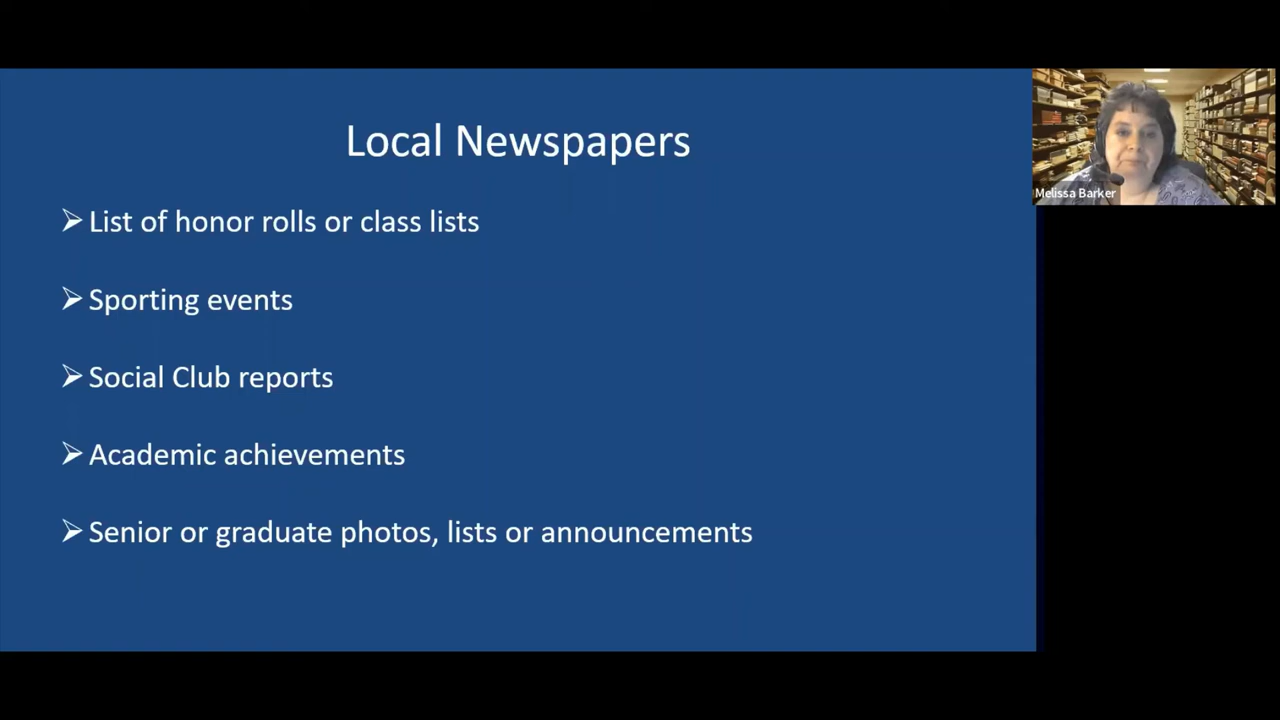 Local Newspapers
List of honor rolls or class lists
Sporting events
Social Club reports
Academic achievements
Senior or graduate photos, lists or announcements
Melissa Barker